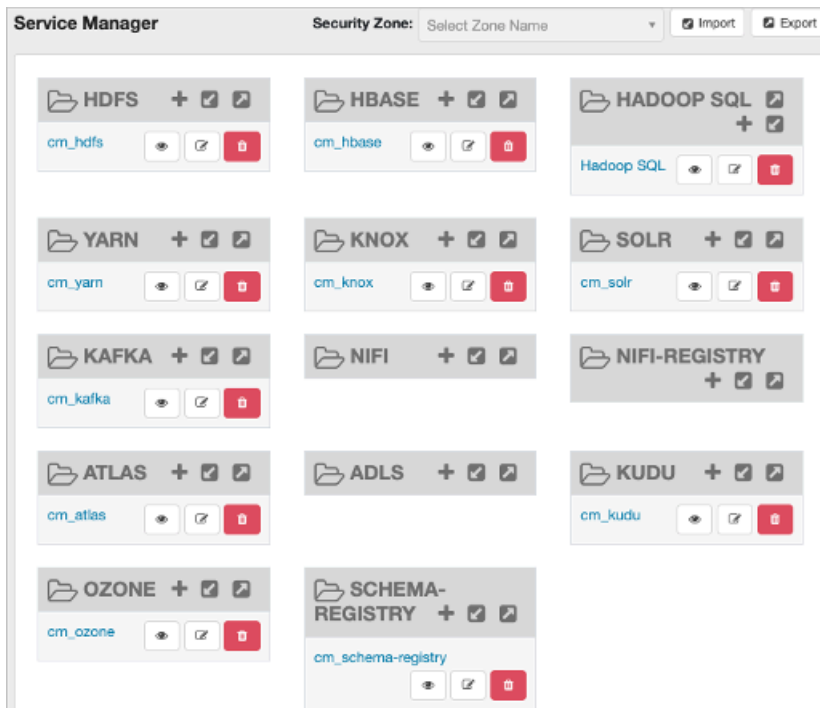 Service Manager
Security Zone: Select Zone Name Import Export
HDFS
cm_hdfs
HBASE
cm_hbase
HADOOP SQL
Hadoop SQL
YARN
cm_yarn
KNOX
cm_knox
SOLR
cm_solr
KAFKA
cm_kafka
NIFI
NIFI-REGISTRY
ATLAS
cm_atlas
ADLS
KUDU
cm_kudu
OZONE
cm_ozone
SCHEMA-
REGISTRY
cm_schema-registry